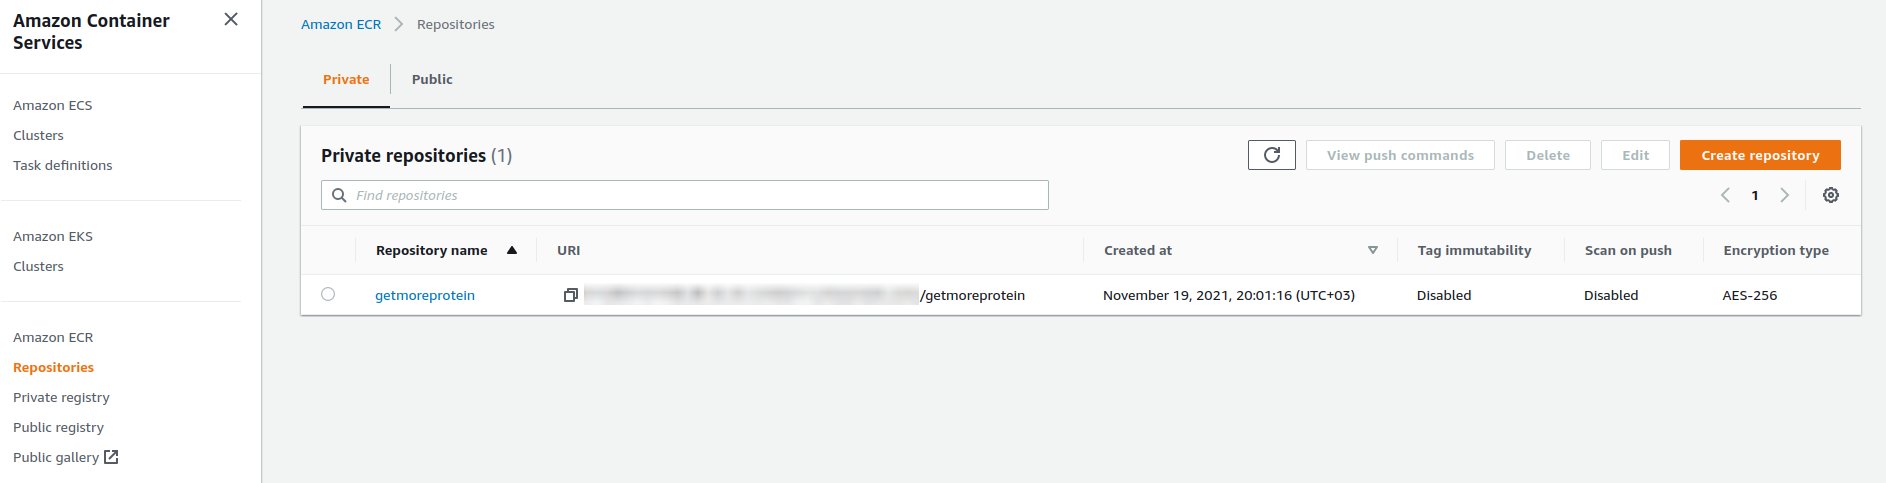 Amazon Container
Services
Amazon ECS
Clusters
Task definitions
Amazon EKS
Clusters
Amazon ECR
Repositories
Private registry
Public registry
Public gallery
Amazon ECR Repositories
Private Public
Private repositories (1)
View push commands Delete Edit Create repository
Find repositories
1
Repository name URI Created at Tag immutability Scan on push Encryption type
getmoreprotein /getmoreprotein November 19, 2021, 20:01:16 (UTC+03) Disabled Disabled AES-256